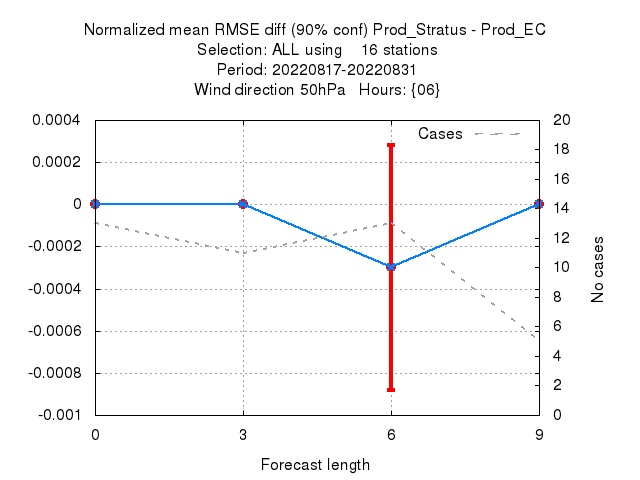 Normalized mean RMSE diff (90% conf) Prod_Stratus - Prod_EC
Selection: ALL using    16 stations
Period: 20220817-20220831
Wind direction 50hPa   Hours: {06}
Cases
0.0004
0.0002
0
-0.0002
-0.0004
-0.0006
-0.0008
-0.001
20
18
16
14
12
10
8
6
4
2
0
No cases
0 3 6 9
Forecast length